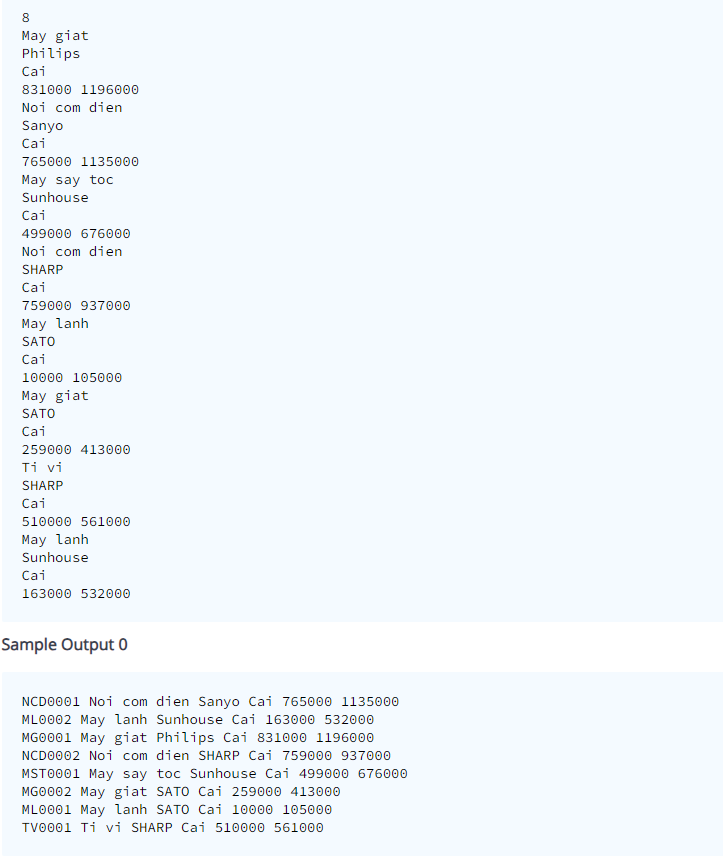 8
May giat
Philips
Cai
831000 1196000
Noi com dien
Sanyo
Cai
765000 1135000
May say toc
Sunhouse
Cai
499000 676000
Noi com dien
SHARP
Cai
759000 937000
May lanh
SATO
Cai
10000 105000
May giat
SATO
Cai
259000 413000
Ti vi
SHARP
Cai
510000 561000
May lanh
Sunhouse
Cai
163000 532000
Sample Output 0
NCD0001 Noi com dien Sanyo Cai 765000 1135000
ML0002 May lanh Sunhouse Cai 163000 532000
MG0001 May giat Philips Cai 831000 1196000
NCD0002 Noi com dien SHARP Cai 759000 937000
MST0001 May say toc Sunhouse Cai 499000 676000
MG0002 May giat SATO Cai 259000 413000
ML0001 May lanh SATO Cai 10000 105000
TV0001 Ti vi SHARP Cai 510000 561000